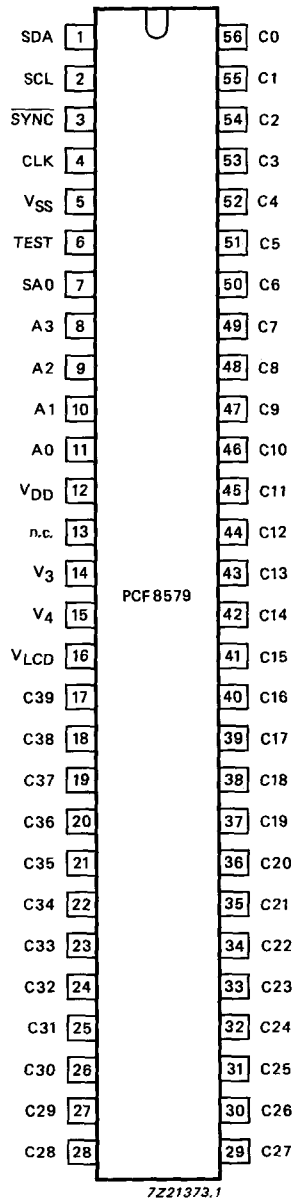 SDA 1 56 C0
SCL 2 55 C1
SYNC 3 54 C2
CLK 4 53 C3
VSS 5 52 C4
TEST 6 51 C5
SA0 7 50 C6
A3 8 49 C7
A2 9 48 C8
A1 10 47 C9
A0 11 46 C10
VDD 12 45 C11
n.c. 13 44 C12
V3 14 43 C13
V4 15 42 C14
PCF8579
VLCD 16 41 C15
C39 17 40 C16
C38 18 39 C17
C37 19 38 C18
C36 20 37 C19
C35 21 36 C20
C34 22 35 C21
C33 23 34 C22
C32 24 33 C23
C31 25 32 C24
C30 26 31 C25
C29 27 30 C26
C28 28 29 C27
7Z21373.1